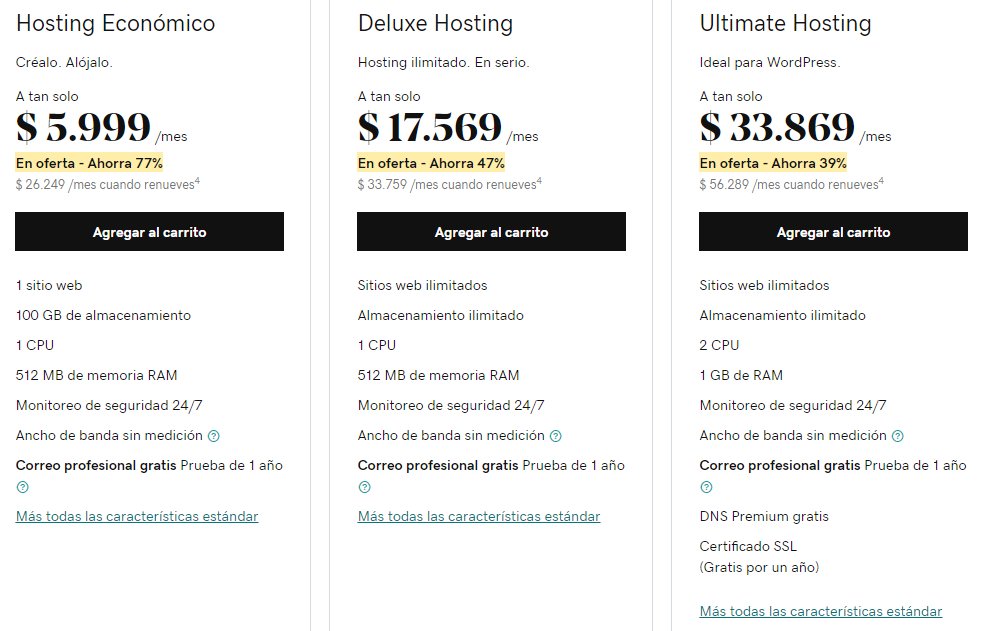 Hosting Económico
Créalo. Alójalo.
A tan solo
$ 5.999 /mes
En oferta - Ahorra 77%
$ 26.249 /mes cuando renueves4
Agregar al carrito
1 sitio web
100 GB de almacenamiento
1 CPU
512 MB de memoria RAM
Monitoreo de seguridad 24/7
Ancho de banda sin medición ?
Correo profesional gratis Prueba de 1 año
?
Más todas las características estándar
Deluxe Hosting
Hosting ilimitado. En serio.
A tan solo
$ 17.569 /mes
En oferta - Ahorra 47%
$ 33.759 /mes cuando renueves4
Agregar al carrito
Sitios web ilimitados
Almacenamiento ilimitado
1 CPU
512 MB de memoria RAM
Monitoreo de seguridad 24/7
Ancho de banda sin medición ?
Correo profesional gratis Prueba de 1 año
?
Más todas las características estándar
Ultimate Hosting
Ideal para WordPress.
A tan solo
$ 33.869 /mes
En oferta - Ahorra 39%
$ 56.289 /mes cuando renueves4
Agregar al carrito
Sitios web ilimitados
Almacenamiento ilimitado
2 CPU
1 GB de RAM
Monitoreo de seguridad 24/7
Ancho de banda sin medición ?
Correo profesional gratis Prueba de 1 año
?
DNS Premium gratis
Certificado SSL
(Gratis por un año)
Más todas las características estándar